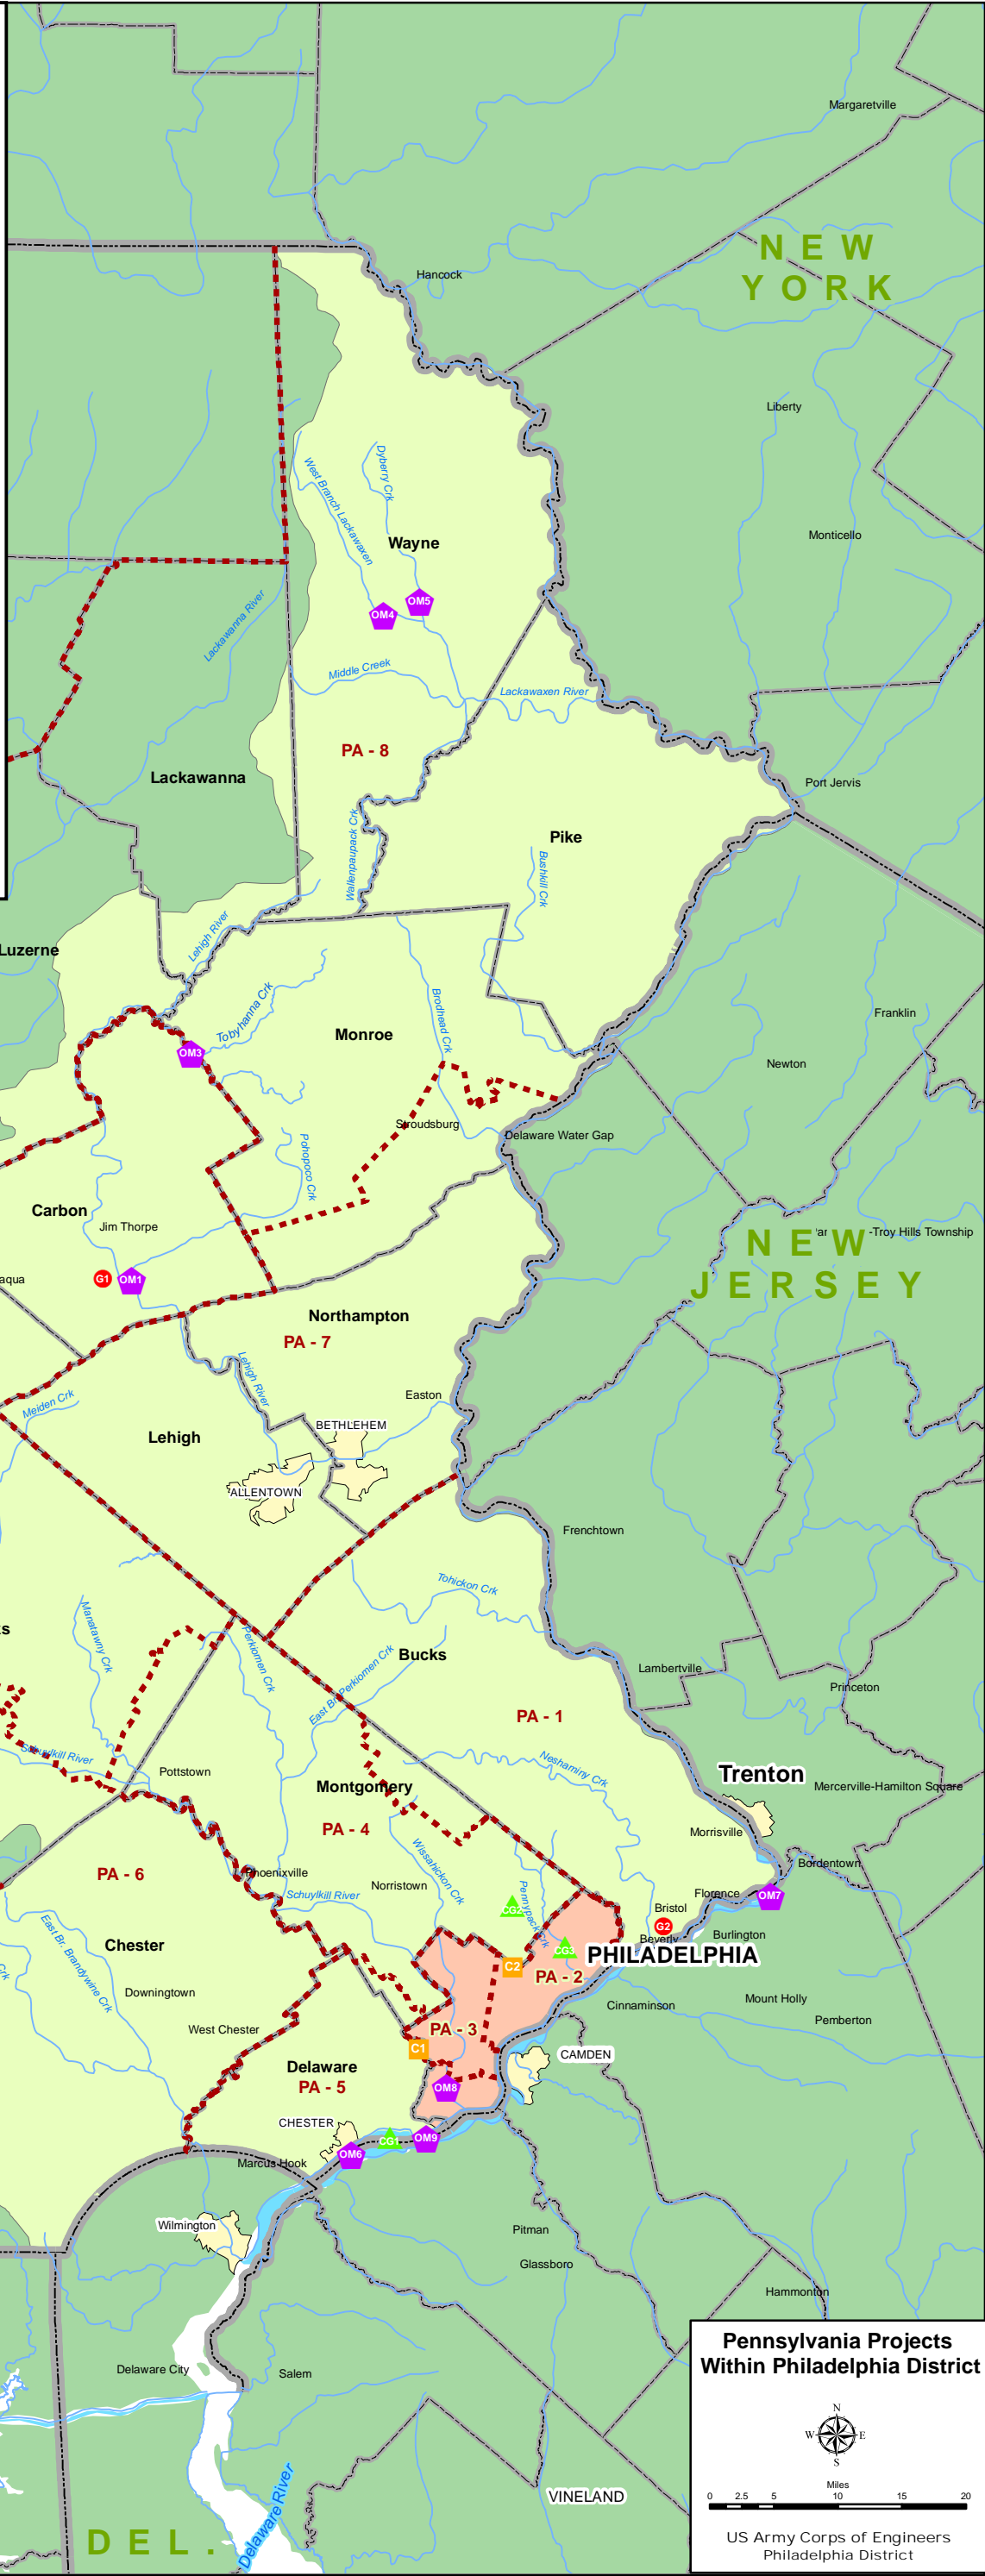 Margaretville
NEW
YORK
Hancock
Liberty
West Branch Lackawaxen
Dyberry Crk
Monticello
Wayne
OM4
OM5
Lackawanna River
Middle Creek
Lackawaxen River
PA - 8
Lackawanna
Port Jervis
Pike
Wallenpaupack Crk
Bushkill Crk
Luzerne
Lehigh River
Tobyhanna Crk
Brodhead Crk
Franklin
Monroe
OM3
Newton
Stroudsburg
Delaware Water Gap
Pohopoco Crk
Carbon
Jim Thorpe
-Troy Hills Township
NEW
JERSEY
aqua
G1
OM1
Northampton
PA - 7
Lehigh River
Easton
Meiden Crk
BETHLEHEM
Lehigh
ALLENTOWN
Frenchtown
Tohickon Crk
Manatawny Crk
ks
Perkiomen Crk
East Br. Perkiomen Crk
Bucks
Lambertville
Princeton
PA - 1
Schuylkill River
Pottstown
Neshaminy Crk
Trenton
Montgomery
Mercerville-Hamilton Square
PA - 4
Morrisville
Wissahickon Crk
Bordentown
PA - 6
Phoenixville
Norristown
Schuylkill River
Pennypack Crk
Florence
OM7
CG2
Bristol
G2
East Br. Brandywine Crk
Crk
Chester
Beverly
Burlington
CG3
PHILADELPHIA
C2
PA - 2
Downingtown
Cinnaminson
Mount Holly
Pemberton
West Chester
PA - 3
C1
CAMDEN
Delaware
PA - 5
OM8
CHESTER
CG1
OM9
OM6
Marcus Hook
Wilmington
Pitman
Glassboro
Hammonton
Delaware City
Salem
VINELAND
Delaware River
DEL.
Pennsylvania Projects
Within Philadelphia District
N
W E
S
Miles
0 2.5 5 10 15 20
US Army Corps of Engineers
Philadelphia District